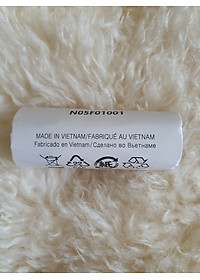 N05F01001
MADE IN VIETNAM/FABRIQUÉ AU VIETNAM
Fabricado en Vietnam/Сделано во Вьетнаме